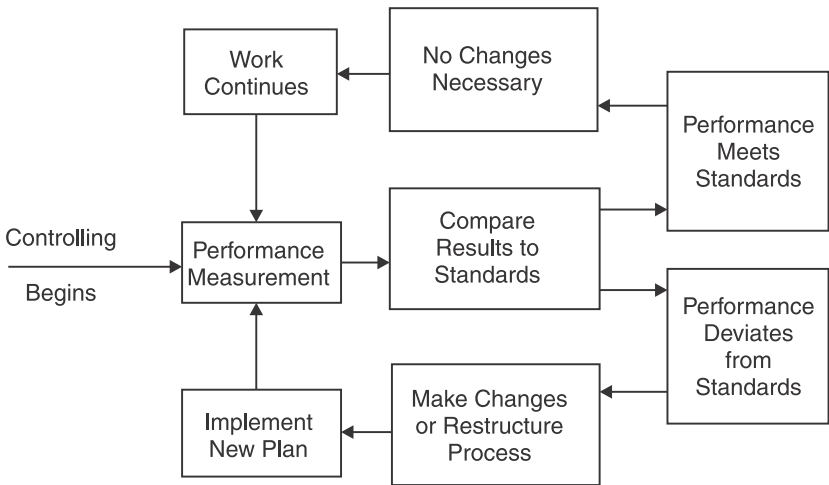 Work
Continues
No Changes
Necessary
Performance
Meets
Standards
Controlling
Begins
Performance
Measurement
Compare
Results to
Standards
Performance
Deviates
from
Standards
Implement
New Plan
Make Changes
or Restructure
Process